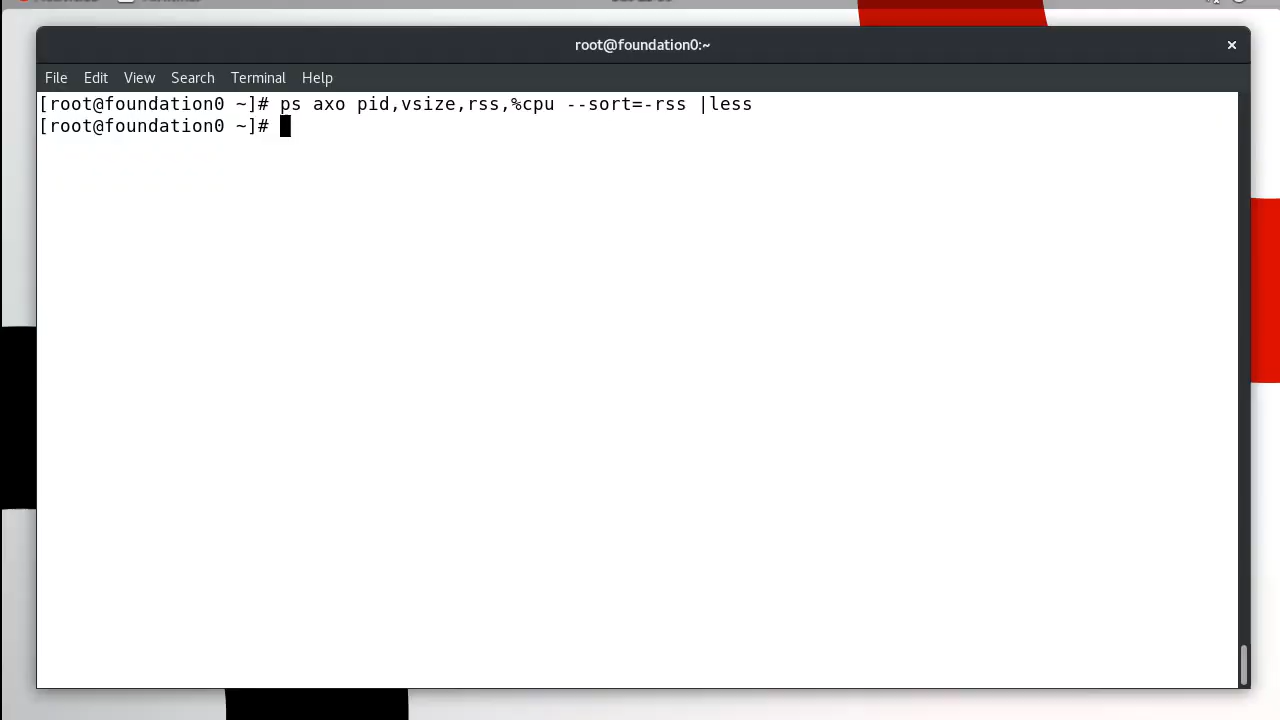 root@foundation0:~
File Edit View Search Terminal Help
[root@foundation0 ~]# ps axo pid,vsize,rss,%cpu --sort=-rss |less
[root@foundation0 ~]#